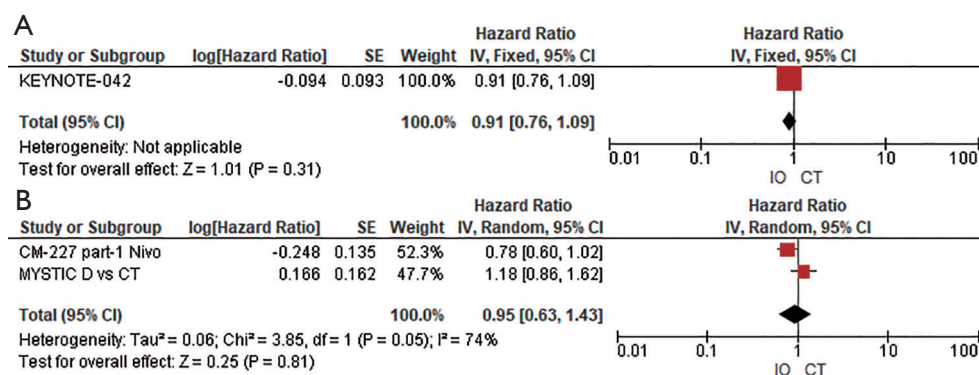 A
Hazard Ratio Hazard Ratio
Study or Subgroup log[Hazard Ratio] SE Weight IV, Fixed, 95% CI IV, Fixed, 95% CI
KEYNOTE-042 -0.094 0.093 100.0% 0.91 [0.76, 1.09]
Total (95% CI) 100.0% 0.91 [0.76, 1.09]
Heterogeneity: Not applicable
Test for overall effect: Z = 1.01 (P = 0.31)
0.01 0.1 1 10 100
IO CT
B
Hazard Ratio Hazard Ratio
Study or Subgroup log[Hazard Ratio] SE Weight IV, Random, 95% CI IV, Random, 95% CI
CM-227 part-1 Nivo -0.248 0.135 52.3% 0.78 [0.60, 1.02]
MYSTIC D vs CT 0.166 0.162 47.7% 1.18 [0.86, 1.62]
Total (95% CI) 100.0% 0.95 [0.63, 1.43]
Heterogeneity: Tau² = 0.06; Chi² = 3.85, df = 1 (P = 0.05); I² = 74%
Test for overall effect: Z = 0.25 (P = 0.81)
0.01 0.1 1 10 100
IO CT